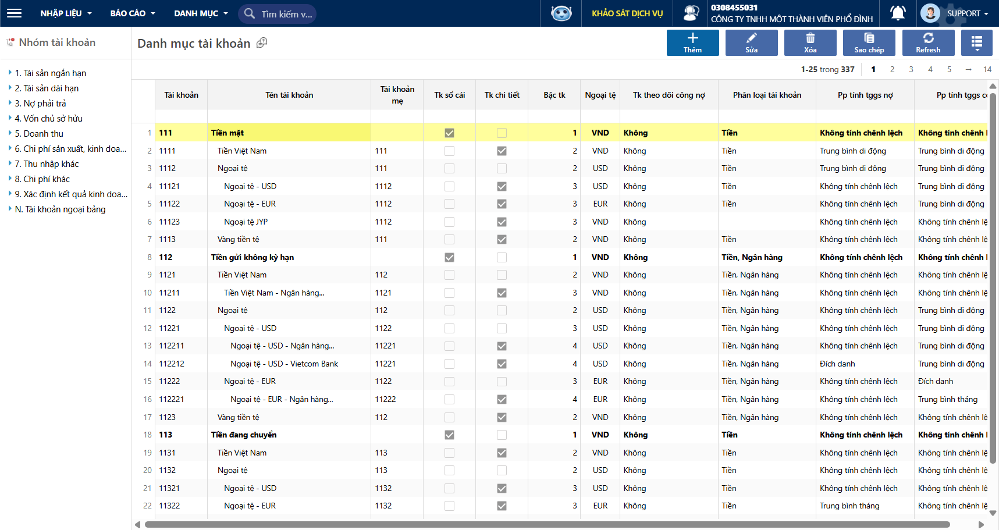 NHẬP LIỆU BÁO CÁO DANH MỤC Tìm kiếm v... KHẢO SÁT DỊCH VỤ 0308455031 SUPPORT
CÔNG TY TNHH MỘT THÀNH VIÊN PHỔ ĐÌNH
Nhóm tài khoản
1. Tài sản ngắn hạn
2. Tài sản dài hạn
3. Nợ phải trả
4. Vốn chủ sở hữu
5. Doanh thu
6. Chi phí sản xuất, kinh doa...
7. Thu nhập khác
8. Chi phí khác
9. Xác định kết quả kinh doa...
N. Tài khoản ngoại bảng
Danh mục tài khoản
Thêm Sửa Xóa Sao chép Refresh
1-25 trong 337 1 2 3 4 5 → 14
Tài khoản Tên tài khoản Tài khoản mẹ Tk sổ cái Tk chi tiết Bậc tk Ngoại tệ Tk theo dõi công nợ Phân loại tài khoản Pp tính tggs nợ Pp tính tggs c
1 111 Tiền mặt 1 VND Không Tiền Không tính chênh lệch Không tính chênh l
2 1111 Tiền Việt Nam 111 2 VND Không Tiền Trung bình di động Trung bình di động
3 1112 Ngoại tệ 111 2 USD Không Tiền Trung bình di động Trung bình di động
4 11121 Ngoại tệ - USD 1112 3 USD Không Tiền Không tính chênh lệch Trung bình di động
5 11122 Ngoại tệ - EUR 1112 3 EUR Không Tiền Không tính chênh lệch Trung bình di động
6 11123 Ngoại tệ JYP 1112 3 VND Không Không tính chênh lệch Không tính chênh lệ
7 1113 Vàng tiền tệ 111 2 VND Không Tiền Không tính chênh lệch Không tính chênh lệ
8 112 Tiền gửi không kỳ hạn 1 VND Không Tiền, Ngân hàng Không tính chênh lệch Không tính chênh l
9 1121 Tiền Việt Nam 112 2 VND Không Tiền, Ngân hàng Không tính chênh lệch Không tính chênh lệ
10 11211 Tiền Việt Nam - Ngân hàng... 1121 3 VND Không Tiền, Ngân hàng Không tính chênh lệch Không tính chênh lệ
11 1122 Ngoại tệ 112 2 USD Không Tiền, Ngân hàng Không tính chênh lệch Trung bình di động
12 11221 Ngoại tệ - USD 1122 3 USD Không Tiền, Ngân hàng Không tính chênh lệch Trung bình di động
13 112211 Ngoại tệ - USD - Ngân hàng... 11221 4 USD Không Tiền, Ngân hàng Không tính chênh lệch Trung bình di động
14 112212 Ngoại tệ - USD - Vietcom Bank 11221 4 USD Không Tiền, Ngân hàng Đích danh Trung bình di động
15 11222 Ngoại tệ - EUR 1122 3 EUR Không Tiền, Ngân hàng Không tính chênh lệch Đích danh
16 112221 Ngoại tệ - EUR - Ngân hàng... 11222 4 EUR Không Tiền, Ngân hàng Không tính chênh lệch Trung bình tháng
17 1123 Vàng tiền tệ 112 2 VND Không Tiền, Ngân hàng Không tính chênh lệch Không tính chênh lệ
18 113 Tiền đang chuyển 1 VND Không Tiền Không tính chênh lệch Không tính chênh l
19 1131 Tiền Việt Nam 113 2 VND Không Tiền Không tính chênh lệch Không tính chênh lệ
20 1132 Ngoại tệ 113 2 USD Không Tiền Không tính chênh lệch Không tính chênh lệ
21 11321 Ngoại tệ - USD 1132 3 USD Không Tiền Không tính chênh lệch Không tính chênh lệ
22 11322 Ngoại tệ - EUR 1132 3 EUR Không Tiền Trung bình tháng Không tính chênh lệ